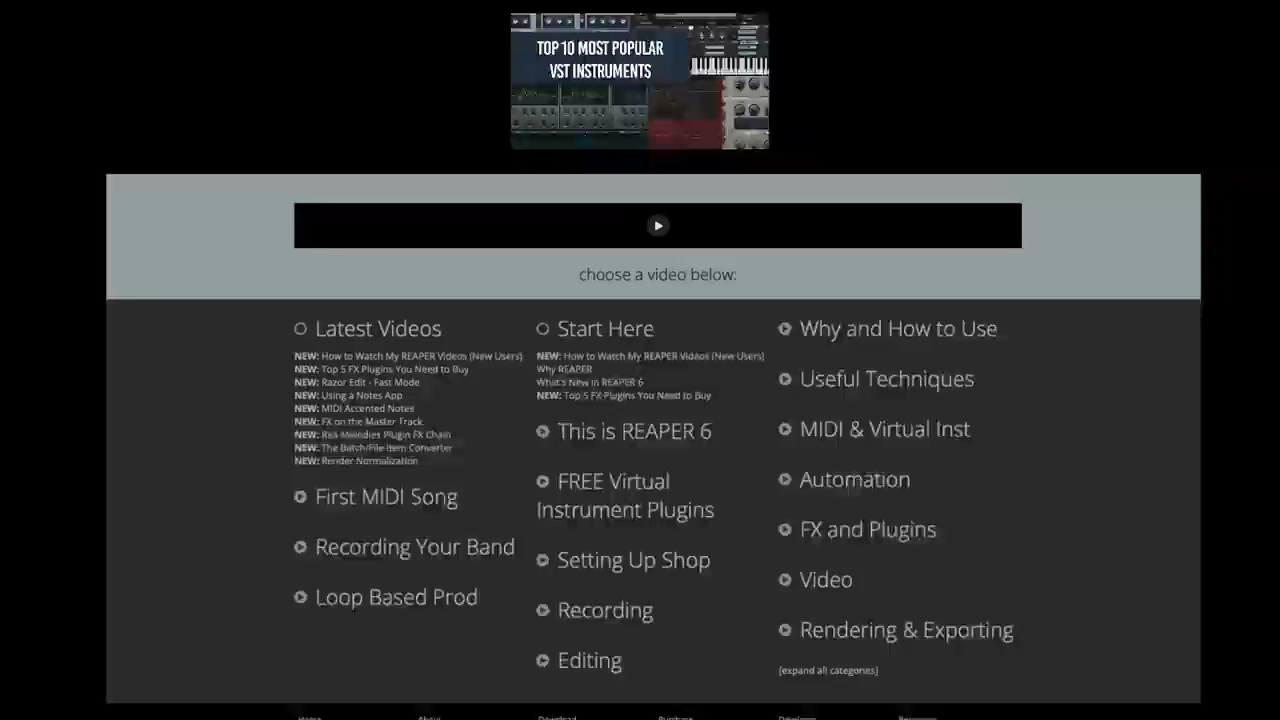 TOP 10 MOST POPULAR
VST INSTRUMENTS
choose a video below:
Latest Videos
NEW: How to Watch My REAPER Videos (New Users)
NEW: Top 5 FX Plugins You Need to Buy
NEW: Razor Edit - Fast Mode
NEW: Using a Notes App
NEW: MIDI Accented Notes
NEW: FX on the Master Track
NEW: Rea-Melodies Plugin FX Chain
NEW: The Batch/File Item Converter
NEW: Render Normalization
First MIDI Song
Recording Your Band
Loop Based Prod
Start Here
NEW: How to Watch My REAPER Videos (New Users)
Why REAPER
What's New in REAPER 6
NEW: Top 5 FX Plugins You Need to Buy
This is REAPER 6
FREE Virtual
Instrument Plugins
Setting Up Shop
Recording
Editing
Why and How to Use
Useful Techniques
MIDI & Virtual Inst
Automation
FX and Plugins
Video
Rendering & Exporting
[expand all categories]
Home About Download Purchase